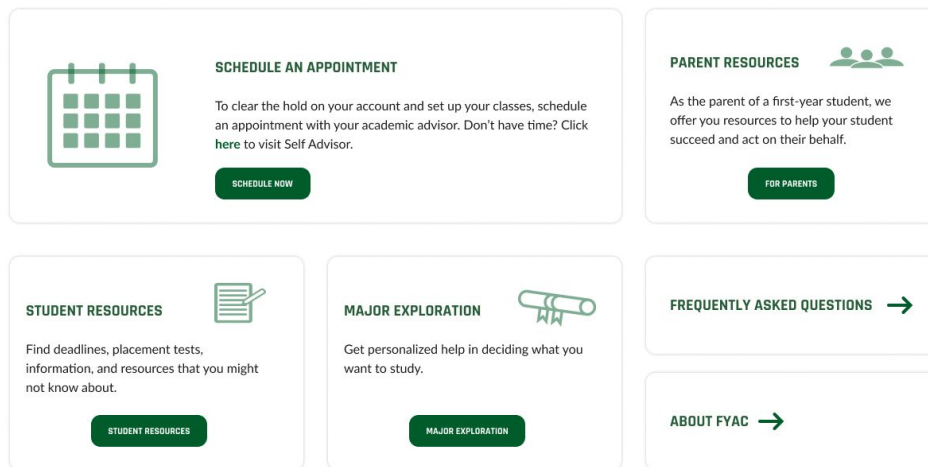 SCHEDULE AN APPOINTMENT
To clear the hold on your account and set up your classes, schedule
an appointment with your academic advisor. Don't have time? Click
here to visit Self Advisor.
SCHEDULE NOW
PARENT RESOURCES
As the parent of a first-year student, we
offer you resources to help your student
succeed and act on their behalf.
FOR PARENTS
STUDENT RESOURCES
Find deadlines, placement tests,
information, and resources that you might
not know about.
STUDENT RESOURCES
MAJOR EXPLORATION
Get personalized help in deciding what you
want to study.
MAJOR EXPLORATION
FREQUENTLY ASKED QUESTIONS
ABOUT FYAC